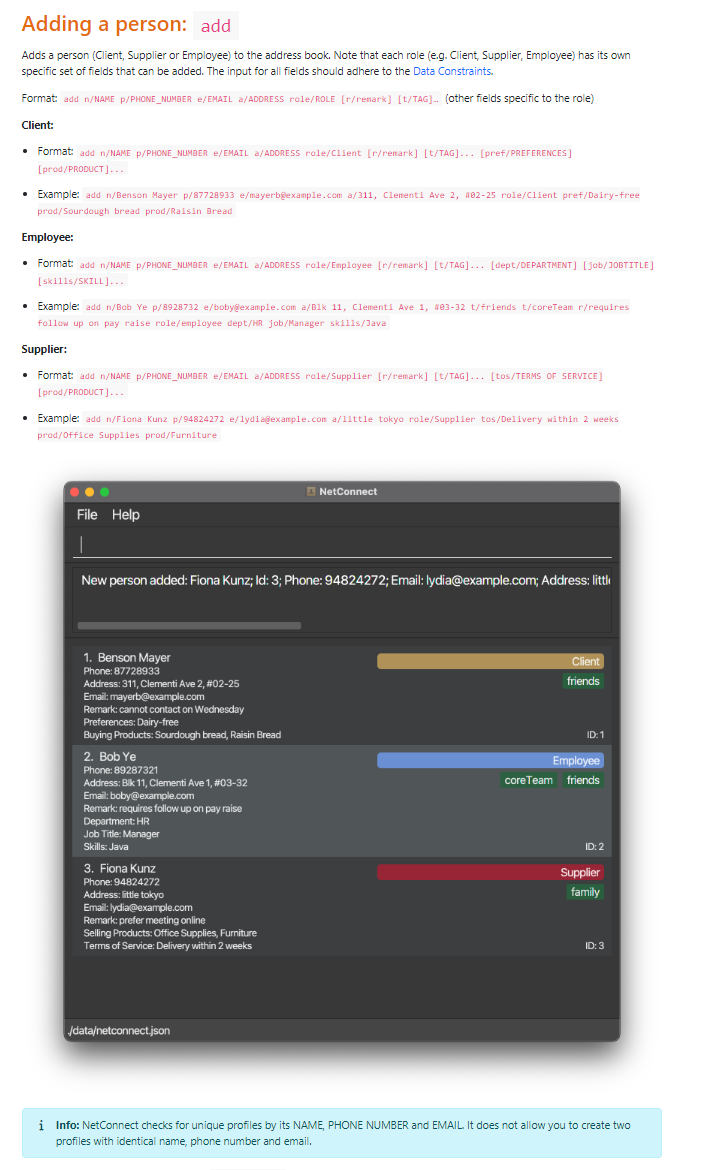 Adding a person: add
Adds a person (Client, Supplier or Employee) to the address book. Note that each role (e.g. Client, Supplier, Employee) has its own
specific set of fields that can be added. The input for all fields should adhere to the Data Constraints.
Format: add n/NAME p/PHONE_NUMBER e/EMAIL a/ADDRESS role/ROLE [r/remark] [t/TAG]… (other fields specific to the role)
Client:
• Format: add n/NAME p/PHONE_NUMBER e/EMAIL a/ADDRESS role/Client [r/remark] [t/TAG]... [pref/PREFERENCES]
[prod/PRODUCT]...
• Example: add n/Benson Mayer p/87728933 e/mayerb@example.com a/311, Clementi Ave 2, #02-25 role/Client pref/Dairy-free
prod/Sourdough bread prod/Raisin Bread
Employee:
• Format: add n/NAME p/PHONE_NUMBER e/EMAIL a/ADDRESS role/Employee [r/remark] [t/TAG]... [dept/DEPARTMENT] [job/JOBTITLE]
[skills/SKILL]...
• Example: add n/Bob Ye p/8928732 e/boby@example.com a/Blk 11, Clementi Ave 1, #03-32 t/friends t/coreTeam r/requires
follow up on pay raise role/employee dept/HR job/Manager skills/Java
Supplier:
• Format: add n/NAME p/PHONE_NUMBER e/EMAIL a/ADDRESS role/Supplier [r/remark] [t/TAG]... [tos/TERMS OF SERVICE]
[prod/PRODUCT]...
• Example: add n/Fiona Kunz p/94824272 e/lydia@example.com a/little tokyo role/Supplier tos/Delivery within 2 weeks
prod/Office Supplies prod/Furniture
NetConnect
File Help
New person added: Fiona Kunz; Id: 3; Phone: 94824272; Email: lydia@example.com; Address: little
1. Benson Mayer
Client
Phone: 87728933
friends
Address: 311, Clementi Ave 2, #02-25
Email: mayerb@example.com
Remark: cannot contact on Wednesday
Preferences: Dairy-free
Buying Products: Sourdough bread, Raisin Bread
ID: 1
2. Bob Ye
Employee
Phone: 89287321
coreTeam friends
Address: Blk 11, Clementi Ave 1, #03-32
Email: boby@example.com
Remark: requires follow up on pay raise
Department: HR
Job Title: Manager
Skills: Java
ID: 2
3. Fiona Kunz
Supplier
Phone: 94824272
family
Address: little tokyo
Email: lydia@example.com
Remark: prefer meeting online
Selling Products: Office Supplies, Furniture
Terms of Service: Delivery within 2 weeks
ID: 3
./data/netconnect.json
i Info: NetConnect checks for unique profiles by its NAME, PHONE NUMBER and EMAIL. It does not allow you to create two
profiles with identical name, phone number and email.